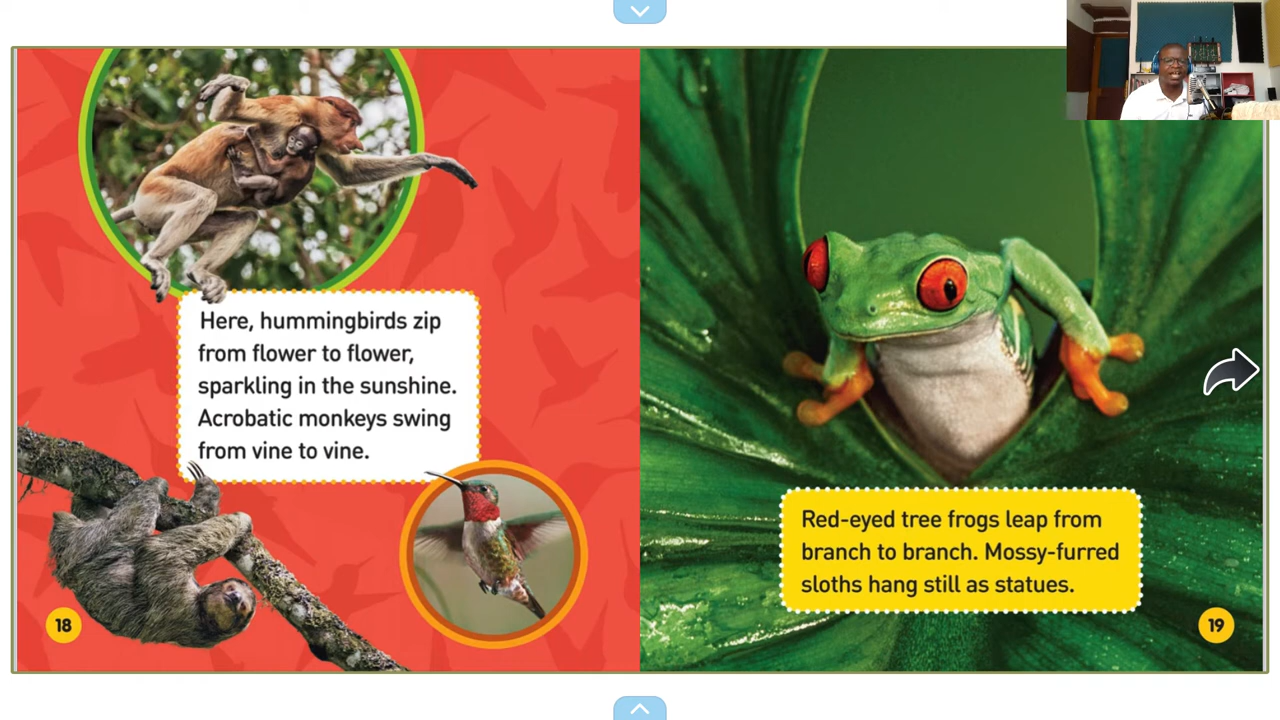 Here, hummingbirds zip
from flower to flower,
sparkling in the sunshine.
Acrobatic monkeys swing
from vine to vine.
18
Red-eyed tree frogs leap from
branch to branch. Mossy-furred
sloths hang still as statues.
19